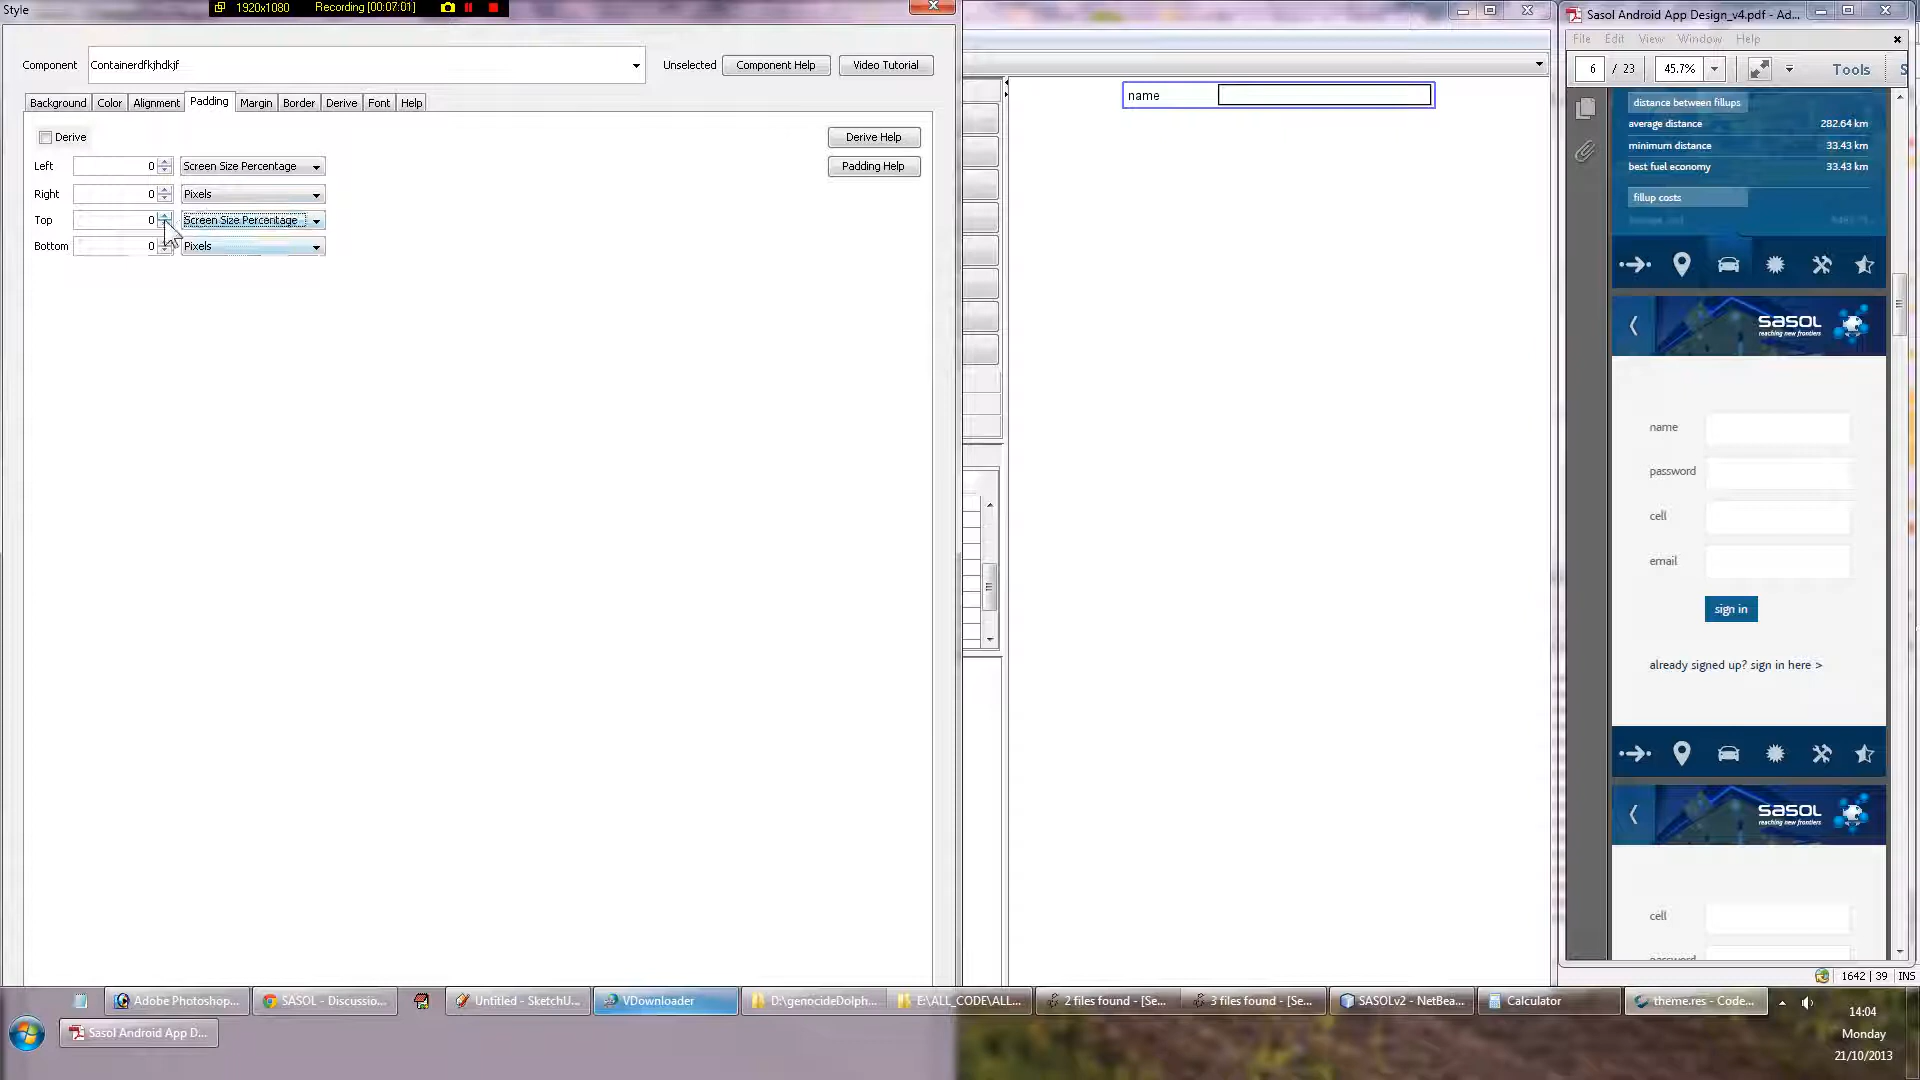 Style
1920x1080
Recording [00:07:01]
Component
Containerdfkjhdkjf
Unselected
Component Help
Video Tutorial
Background
Color
Alignment
Padding
Margin
Border
Derive
Font
Help
Derive
Derive Help
Left
0
Screen Size Percentage
Padding Help
Right
0
Pixels
Top
0
Screen Size Percentage
Bottom
0
Pixels
name
Sasol Android App Design_v4.pdf - Ad...
File Edit View Window Help
6 / 23
45.7%
Tools
distance between fillups
average distance 282.64 km
minimum distance 33.43 km
best fuel economy 33.43 km
fillup costs
sasol
reaching new frontiers
name
password
cell
email
sign in
already signed up? sign in here >
sasol
reaching new frontiers
cell
1642 | 39 INS
Adobe Photoshop...
SASOL - Discussio...
Untitled - SketchU...
VDownloader
D:\genocideDolph...
E:\ALL_CODE\ALL...
2 files found - [Se...
3 files found - [Se...
SASOLv2 - NetBea...
Calculator
theme.res - Code...
Sasol Android App D...
14:04
Monday
21/10/2013